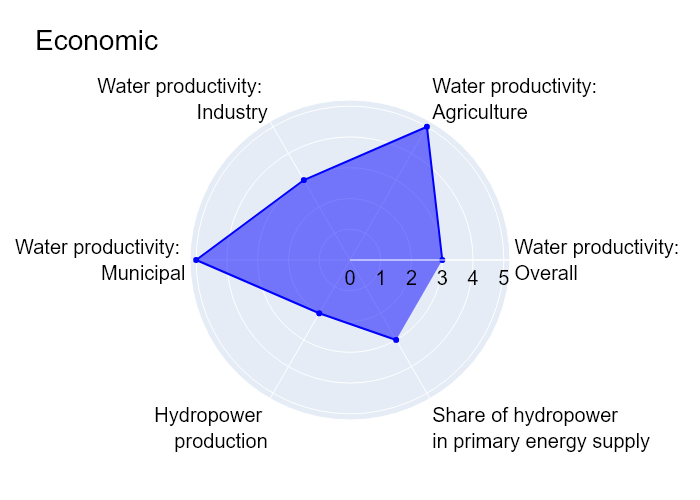 Economic
Water productivity:
Industry
Water productivity:
Agriculture
Water productivity:
Municipal
Water productivity:
Overall
0 1 2 3 4 5
Hydropower
production
Share of hydropower
in primary energy supply